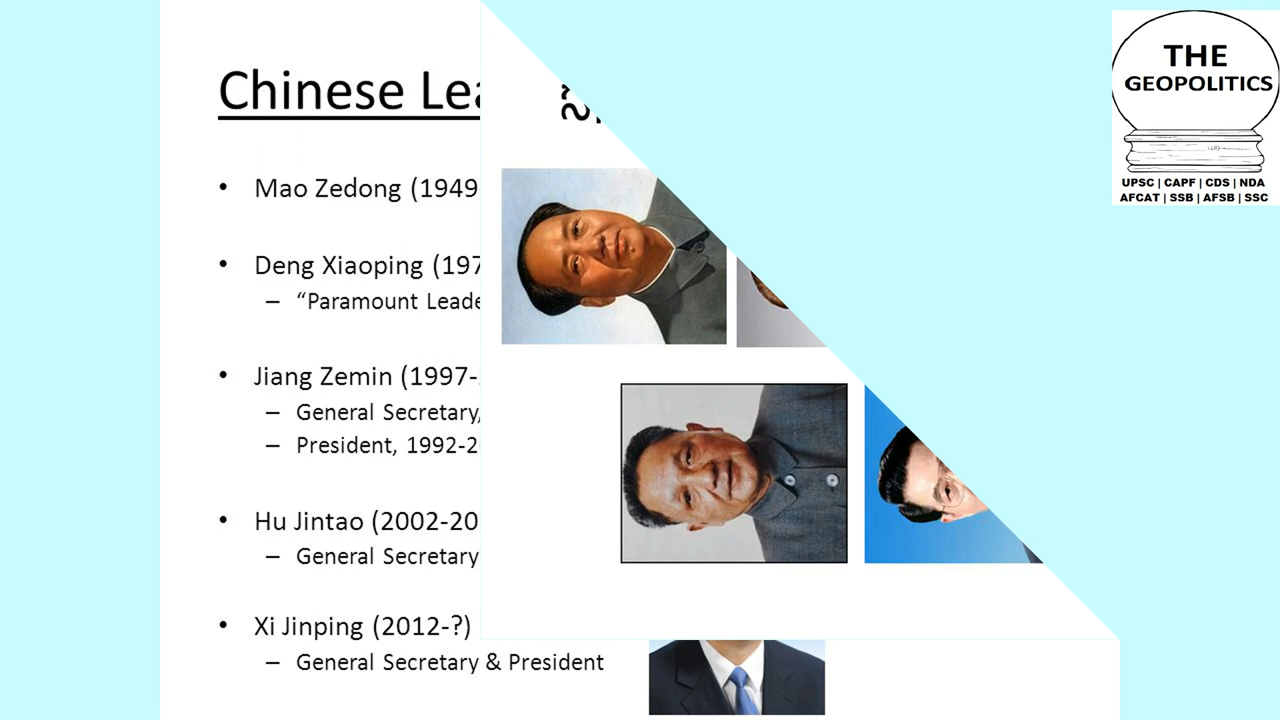 Chinese Lea
• Mao Zedong (1949
• Deng Xiaoping (197
– “Paramount Leade
• Jiang Zemin (1997-
– General Secretary,
– President, 1992-2
• Hu Jintao (2002-20
– General Secretary
• Xi Jinping (2012-?)
– General Secretary & President
THE
GEOPOLITICS
UPSC | CAPF | CDS | NDA
AFCAT | SSB | AFSB | SSC